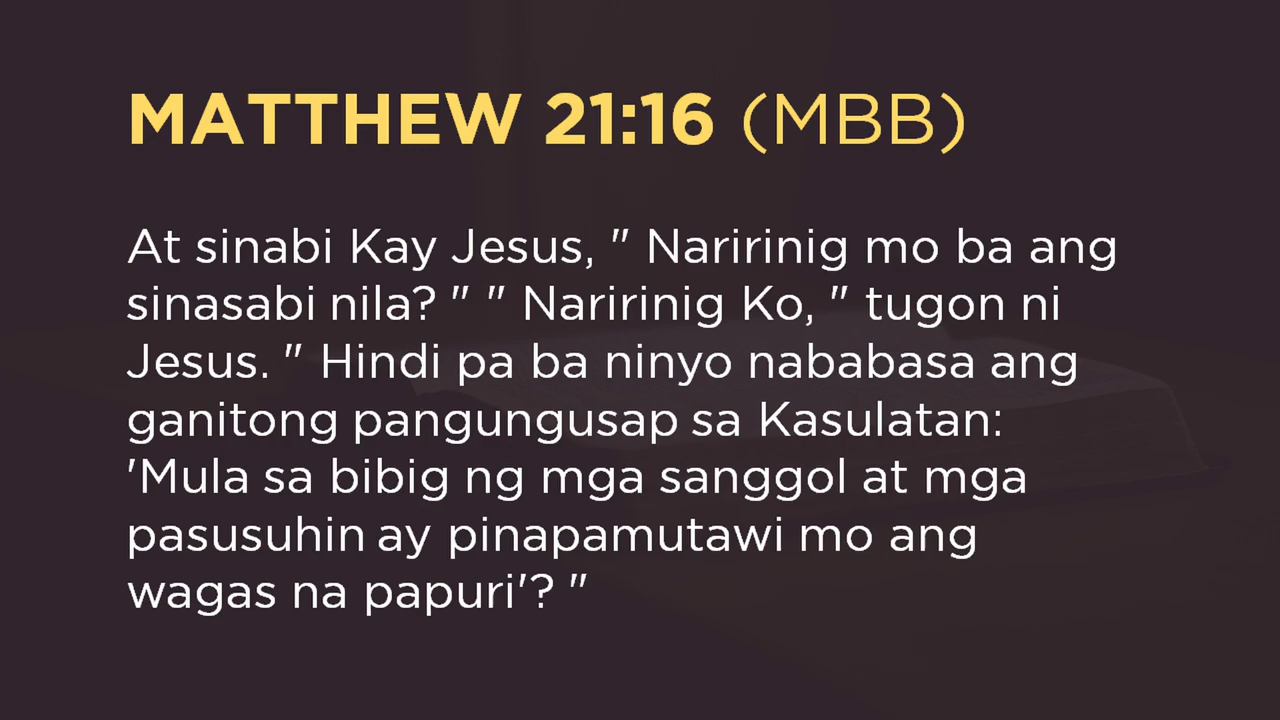 MATTHEW 21:16 (MBB)
At sinabi Kay Jesus, " Naririnig mo ba ang
sinasabi nila? " " Naririnig Ko, " tugon ni
Jesus. " Hindi pa ba ninyo nababasa ang
ganitong pangungusap sa Kasulatan:
'Mula sa bibig ng mga sanggol at mga
pasusuhin ay pinapamutawi mo ang
wagas na papuri'? "